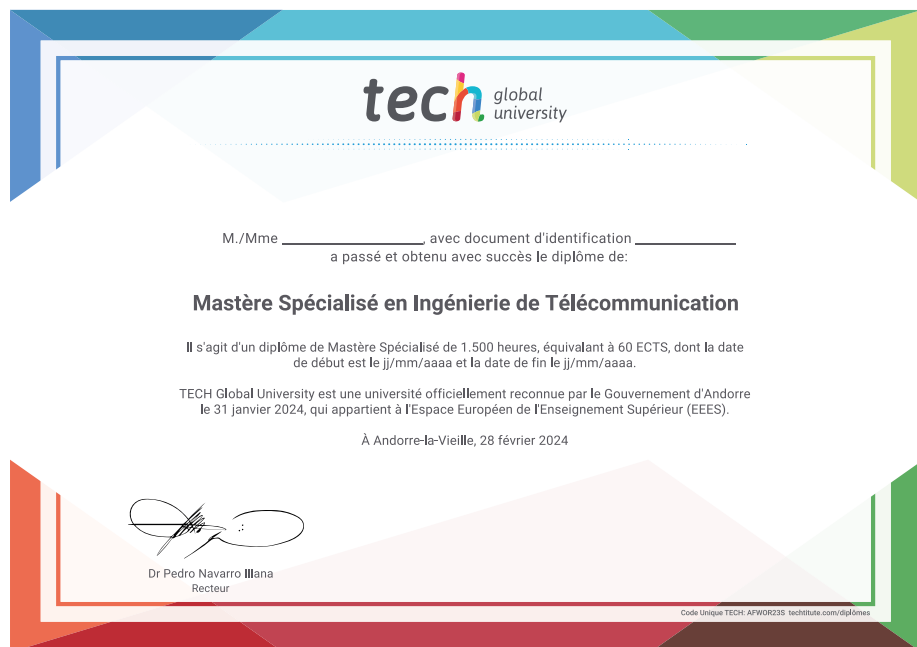 tech global
university
M./Mme ______________, avec document d'identification __________
a passé et obtenu avec succès le diplôme de:
Mastère Spécialisé en Ingénierie de Télécommunication
Il s'agit d'un diplôme de Mastère Spécialisé de 1.500 heures, équivalant à 60 ECTS, dont la date
de début est le jj/mm/aaaa et la date de fin le jj/mm/aaaa.
TECH Global University est une université officiellement reconnue par le Gouvernement d'Andorre
le 31 janvier 2024, qui appartient à l'Espace Européen de l'Enseignement Supérieur (EEES).
À Andorre-la-Vieille, 28 février 2024
Dr Pedro Navarro Illana
Recteur
Code Unique TECH: AFWOR23S techtitute.com/diplômes